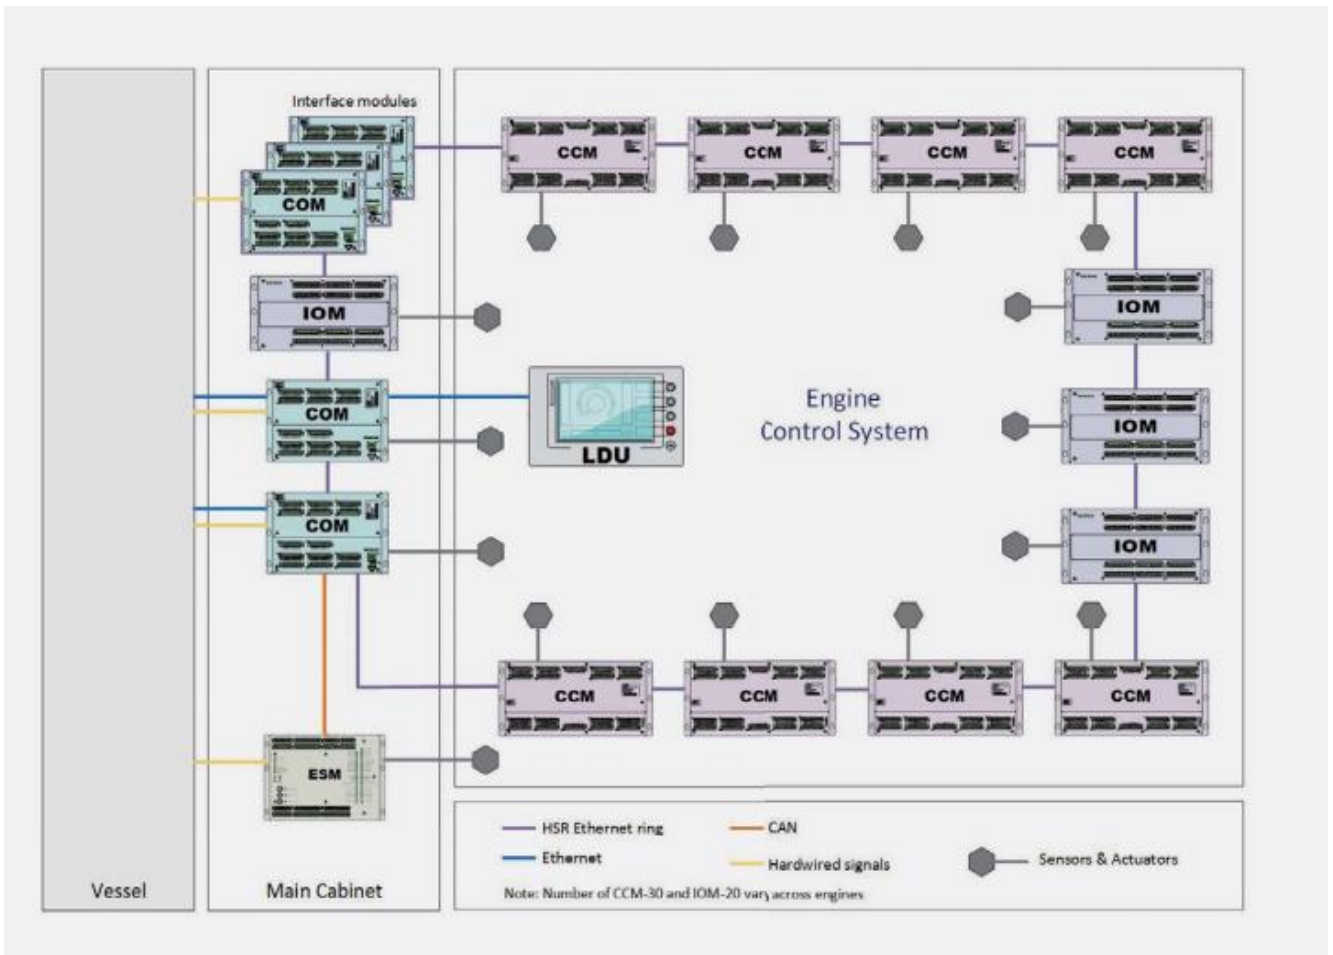 Interface modules
COM
CCM
CCM
CCM
CCM
IOM
IOM
COM
LDU
Engine
Control System
IOM
COM
IOM
CCM
CCM
CCM
CCM
ESM
HSR Ethernet ring
CAN
Ethernet
Hardwired signals
Sensors & Actuators
Note: Number of CCM-30 and IOM-20 vary across engines
Vessel
Main Cabinet